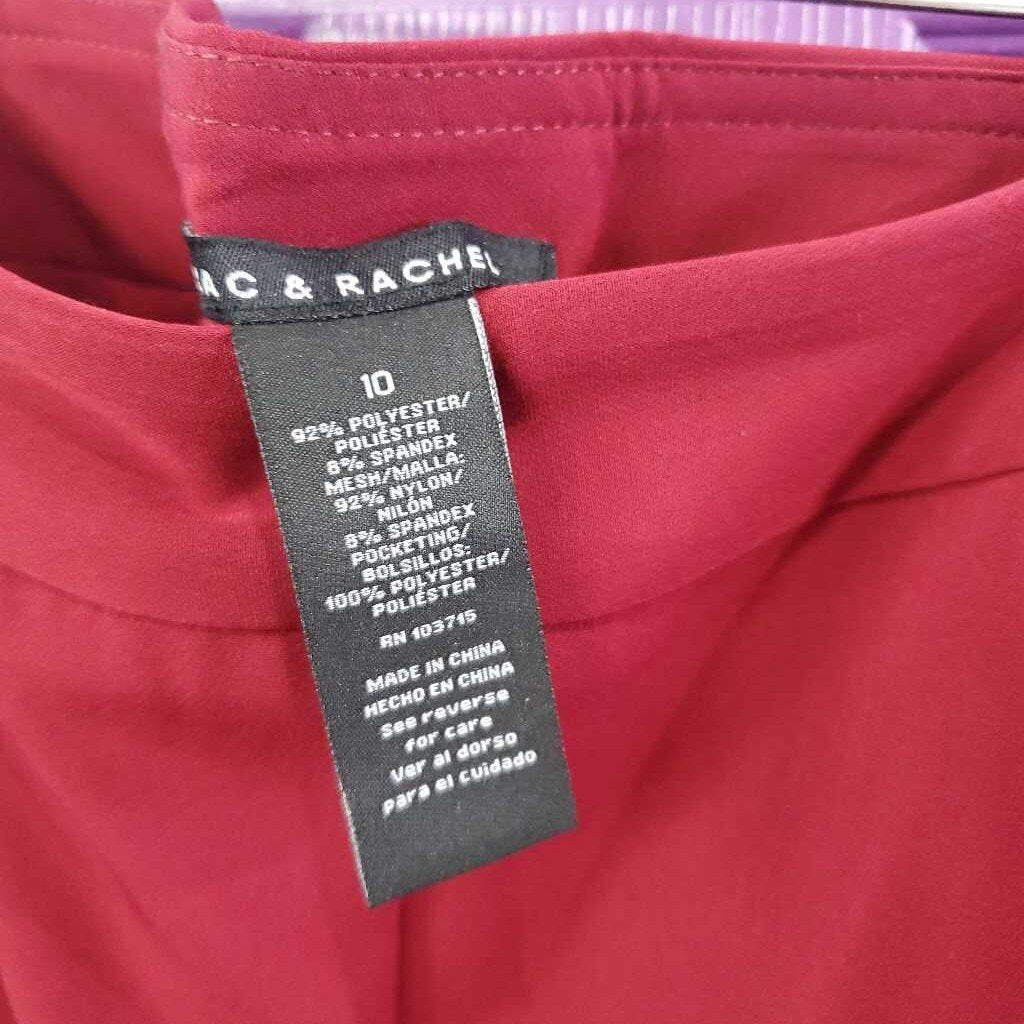 AC & RACHEL
10
92% POLYESTER/
POLIÉSTER
8% SPANDEX
MESH/MALLA:
92% NYLON/
NILÓN
8% SPANDEX
POCKETING/
BOLSILLOS:
100% POLYESTER/
POLIÉSTER
RN 103715
MADE IN CHINA
HECHO EN CHINA
See reverse
for care
Ver al dorso
para el cuidado